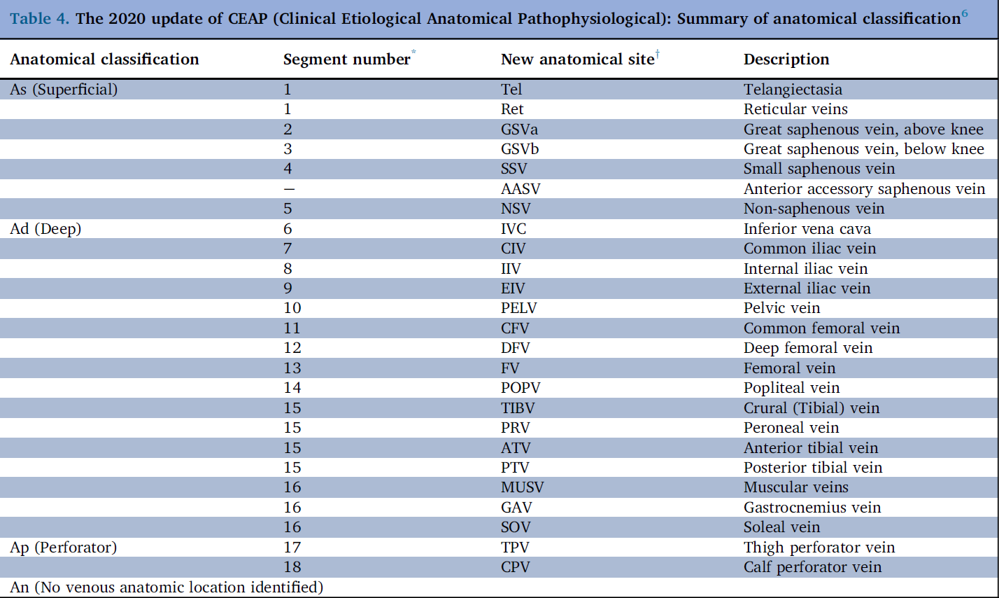 Table 4. The 2020 update of CEAP (Clinical Etiological Anatomical Pathophysiological): Summary of anatomical classification6
Anatomical classification Segment number* New anatomical site† Description
As (Superficial) 1 Tel Telangiectasia
1 Ret Reticular veins
2 GSVa Great saphenous vein, above knee
3 GSVb Great saphenous vein, below knee
4 SSV Small saphenous vein
— AASV Anterior accessory saphenous vein
5 NSV Non-saphenous vein
Ad (Deep) 6 IVC Inferior vena cava
7 CIV Common iliac vein
8 IIV Internal iliac vein
9 EIV External iliac vein
10 PELV Pelvic vein
11 CFV Common femoral vein
12 DFV Deep femoral vein
13 FV Femoral vein
14 POPV Popliteal vein
15 TIBV Crural (Tibial) vein
15 PRV Peroneal vein
15 ATV Anterior tibial vein
15 PTV Posterior tibial vein
16 MUSV Muscular veins
16 GAV Gastrocnemius vein
16 SOV Soleal vein
Ap (Perforator) 17 TPV Thigh perforator vein
18 CPV Calf perforator vein
An (No venous anatomic location identified)